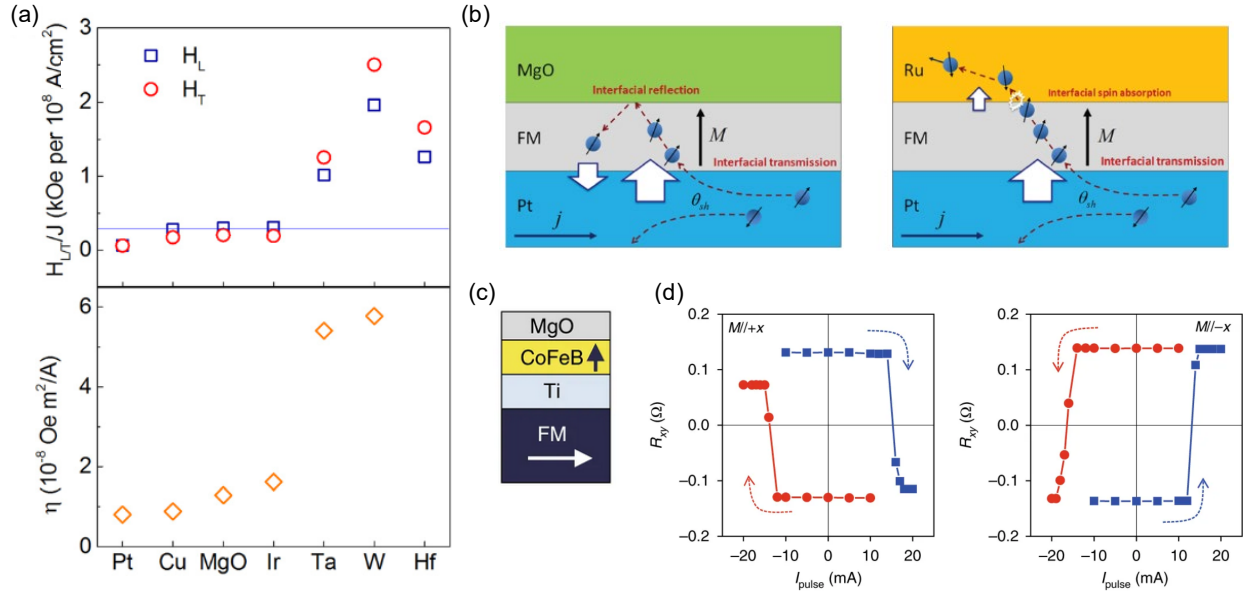 (a)
3
2
1
0
H_L/T/J (kOe per 10^8 A/cm^2)
H_L
H_T
6
4
2
0
η (10^-8 Oe m^2/A)
Pt Cu MgO Ir Ta W Hf
(b)
MgO
Interfacial reflection
FM
M
Interfacial transmission
Pt
θ_sh
j
Ru
Interfacial spin absorption
FM
M
Interfacial transmission
Pt
θ_sh
j
(c)
MgO
CoFeB
Ti
FM
(d)
M//+x
0.2
0.1
0.0
−0.1
−0.2
R_xy (Ω)
−20 −10 0 10 20
I_pulse (mA)
M//−x
0.2
0.1
0.0
−0.1
−0.2
R_xy (Ω)
−20 −10 0 10 20
I_pulse (mA)